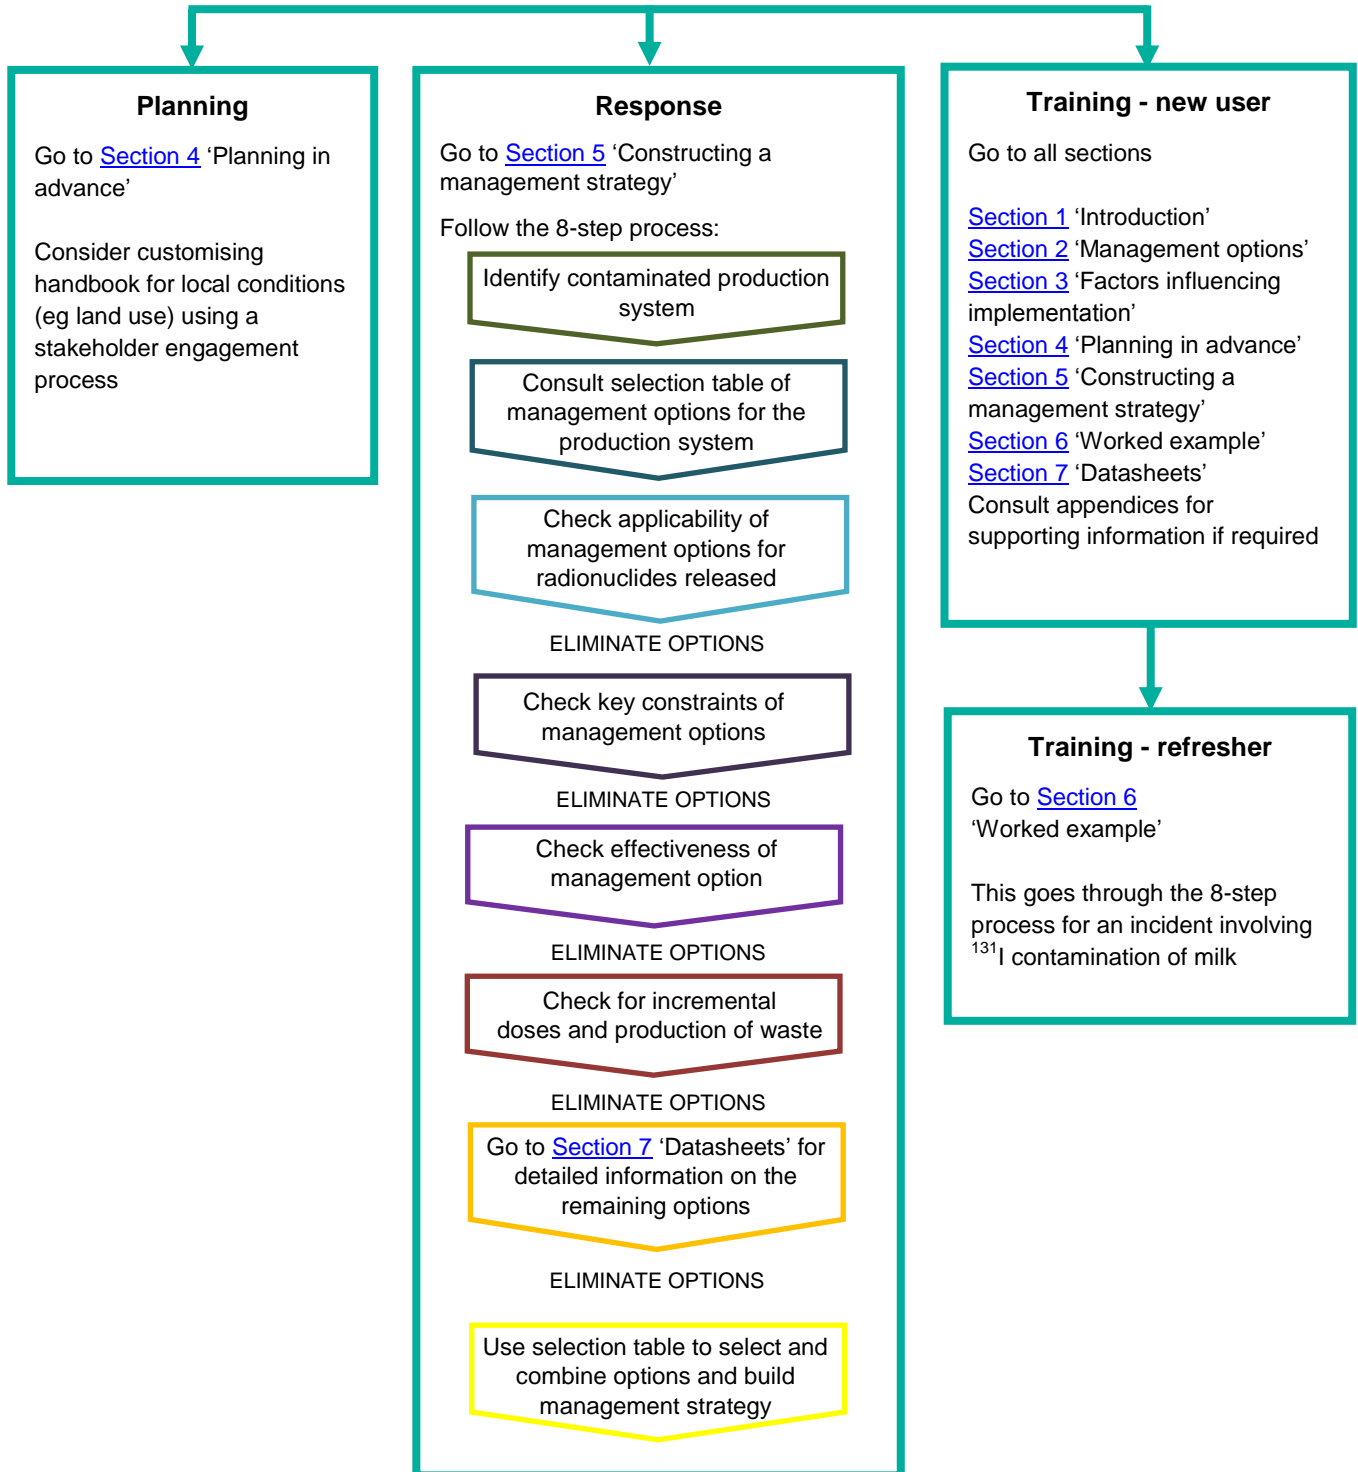 Planning
Go to Section 4 ‘Planning in
advance’
Consider customising
handbook for local conditions
(eg land use) using a
stakeholder engagement
process
Response
Go to Section 5 ‘Constructing a
management strategy’
Follow the 8-step process:
Identify contaminated production
system
Consult selection table of
management options for the
production system
Check applicability of
management options for
radionuclides released
ELIMINATE OPTIONS
Check key constraints of
management options
ELIMINATE OPTIONS
Check effectiveness of
management option
ELIMINATE OPTIONS
Check for incremental
doses and production of waste
ELIMINATE OPTIONS
Go to Section 7 ‘Datasheets’ for
detailed information on the
remaining options
ELIMINATE OPTIONS
Use selection table to select and
combine options and build
management strategy
Training - new user
Go to all sections
Section 1 ‘Introduction’
Section 2 ‘Management options’
Section 3 ‘Factors influencing
implementation’
Section 4 ‘Planning in advance’
Section 5 ‘Constructing a
management strategy’
Section 6 ‘Worked example’
Section 7 ‘Datasheets’
Consult appendices for
supporting information if required
Training - refresher
Go to Section 6
‘Worked example’
This goes through the 8-step
process for an incident involving
¹³¹I contamination of milk